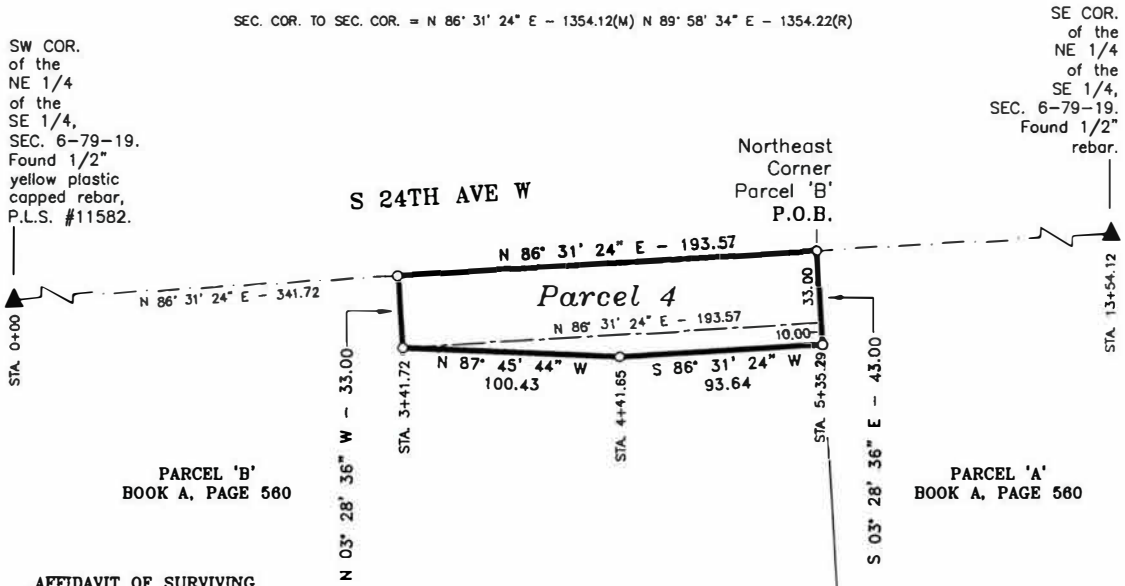 SEC. COR. TO SEC. COR. = N 86° 31' 24" E - 1354.12(M) N 89° 58' 34" E - 1354.22(R)
SW COR.
of the
NE 1/4
of the
SE 1/4,
SEC. 6-79-19.
Found 1/2"
yellow plastic
capped rebar,
P.L.S. #11582.
SE COR.
of the
NE 1/4
of the
SE 1/4,
SEC. 6-79-19.
Found 1/2"
rebar.
Northeast
Corner
Parcel 'B'
P.O.B.
S 24TH AVE W
N 86° 31' 24" E - 193.57
N 86° 31' 24" E - 341.72
Parcel 4
33.00
N 86° 31' 24" E - 193.57
10.00
N 87° 45' 44" W
100.43
S 86° 31' 24" W
93.64
STA. 0+00
STA. 3+41.72
STA. 4+41.65
STA. 5+35.29
STA. 13+54.12
N 03° 28' 36" W - 33.00
S 03° 28' 36" E - 43.00
PARCEL 'B'
BOOK A, PAGE 560
PARCEL 'A'
BOOK A, PAGE 560
AFFIDAVIT OF SURVIVING